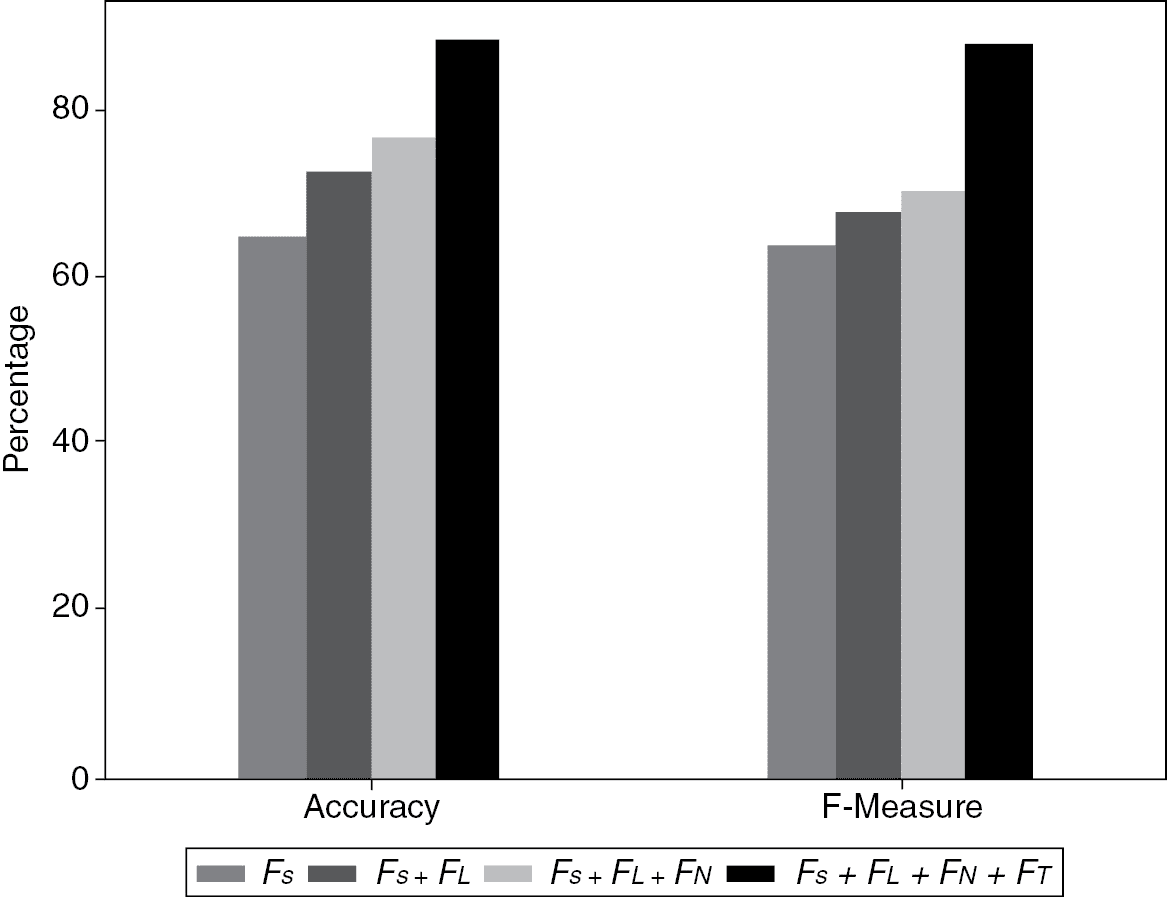 Percentage
80
60
40
20
0
Accuracy
F-Measure
FS
FS + FL
FS + FL + FN
FS + FL + FN + FT